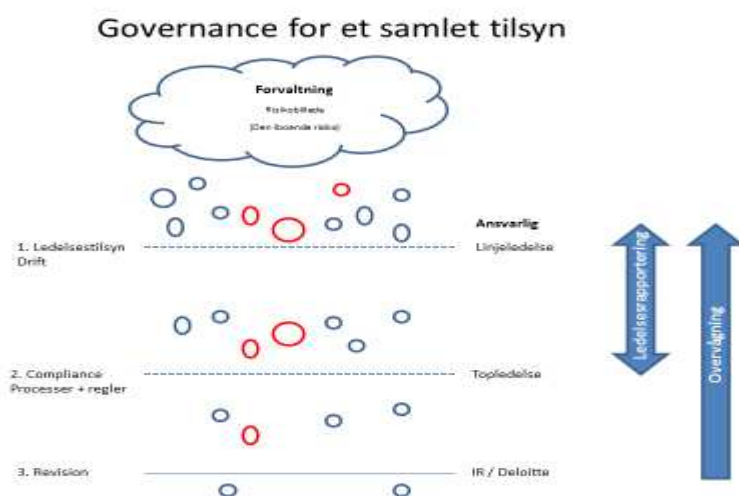 Governance for et samlet tilsyn
Forvaltning
Risikobillede
(Den iboende risiko)
Ansvarlig
1. Ledelsestilsyn
Drift
Linjeledelse
2. Compliance
Processer + regler
Topledelse
3. Revision
IR / Deloitte
Ledelsesrapportering
Overvågning